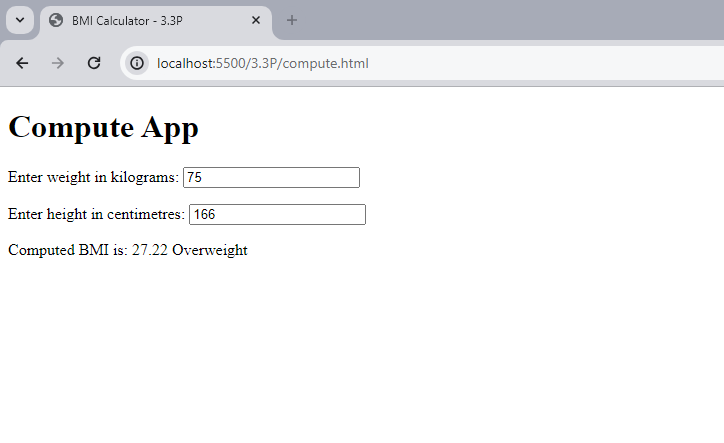 BMI Calculator - 3.3P
localhost:5500/3.3P/compute.html
Compute App
Enter weight in kilograms: 75
Enter height in centimetres: 166
Computed BMI is: 27.22 Overweight